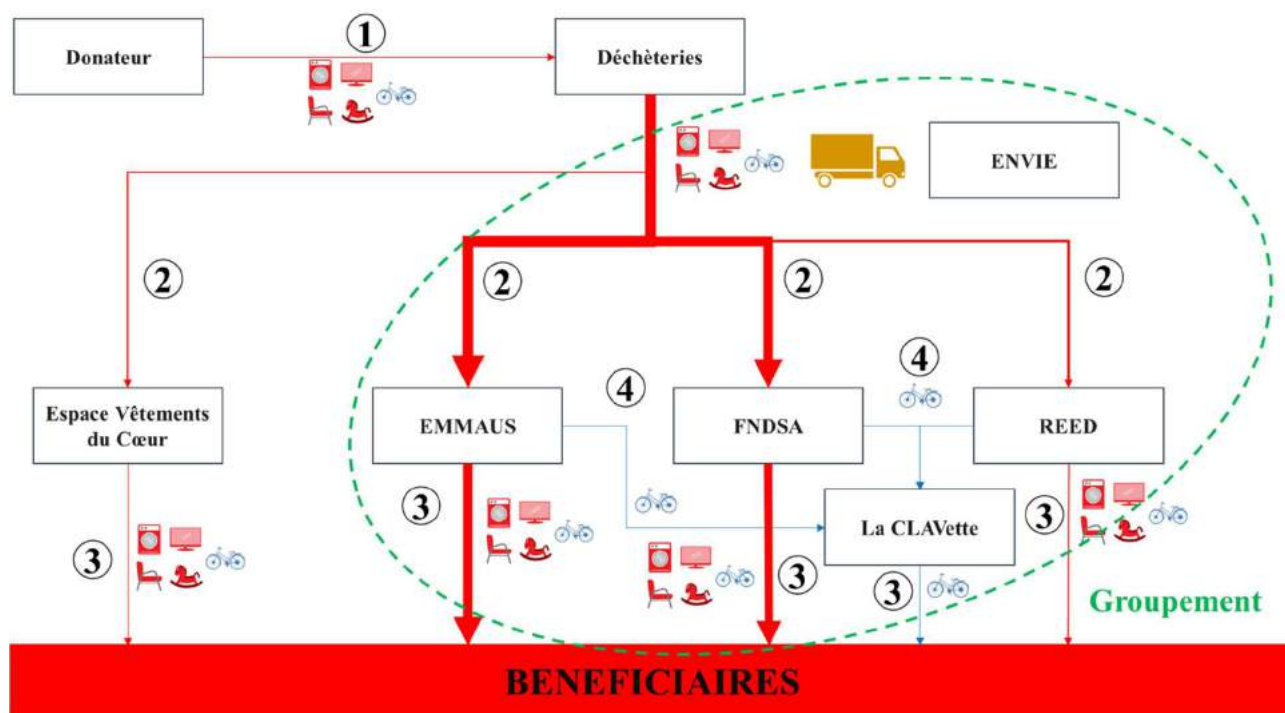 Donateur
1
Déchèteries
ENVIE
2
2
2
2
4
4
Espace Vêtements
du Cœur
EMMAUS
FNDSA
REED
La CLAVette
3
3
3
3
3
Groupement
BENEFICIAIRES